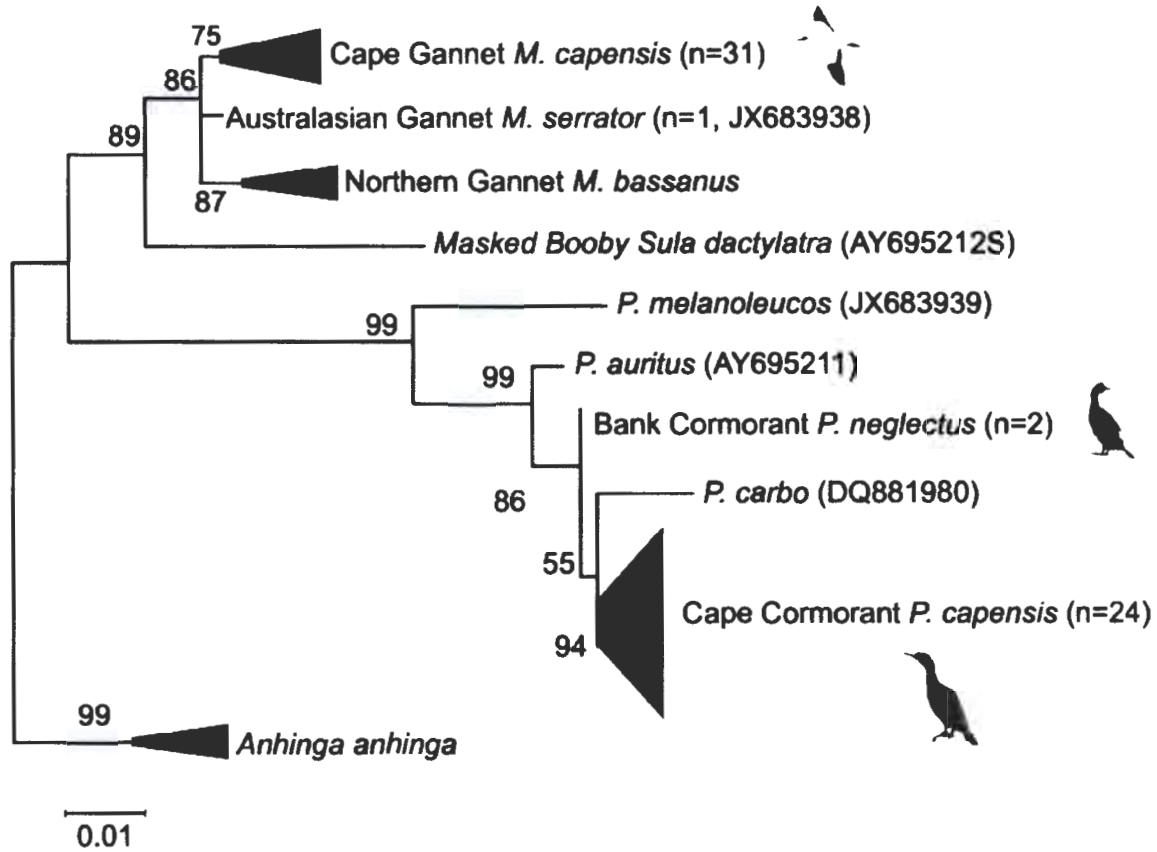 75
Cape Gannet M. capensis (n=31)
86
Australasian Gannet M. serrator (n=1, JX683938)
89
Northern Gannet M. bassanus
87
Masked Booby Sula dactylatra (AY695212S)
P. melanoleucos (JX683939)
99
P. auritus (AY695211)
99
Bank Cormorant P. neglectus (n=2)
P. carbo (DQ881980)
86
55
Cape Cormorant P. capensis (n=24)
94
99
Anhinga anhinga
0.01